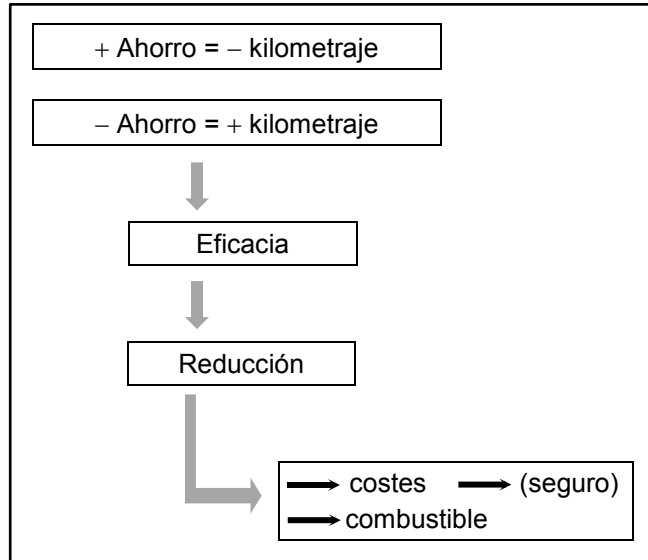 + Ahorro = − kilometraje
− Ahorro = + kilometraje
Eficacia
Reducción
costes (seguro)
combustible